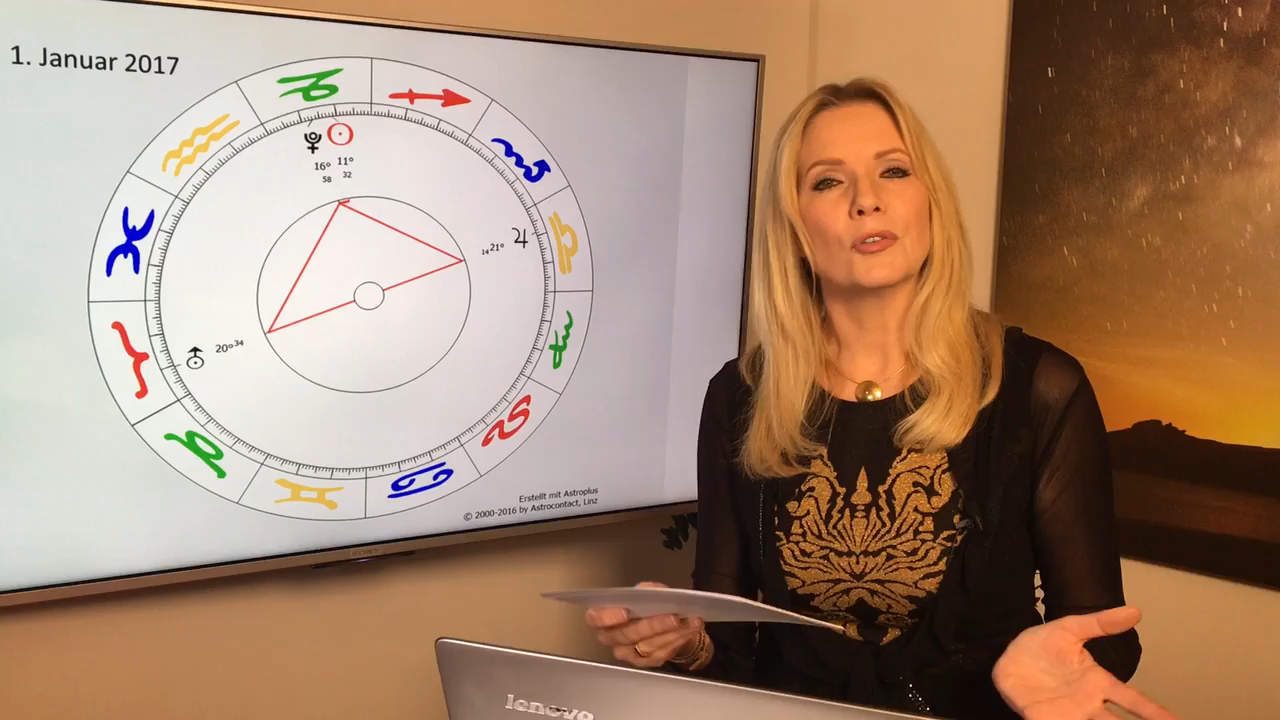 1. Januar 2017
16° 11°
58 32
14 21°
20° 34
Erstellt mit Astroplus
© 2000-2016 by Astrocontact, Linz
SONY
lenovo